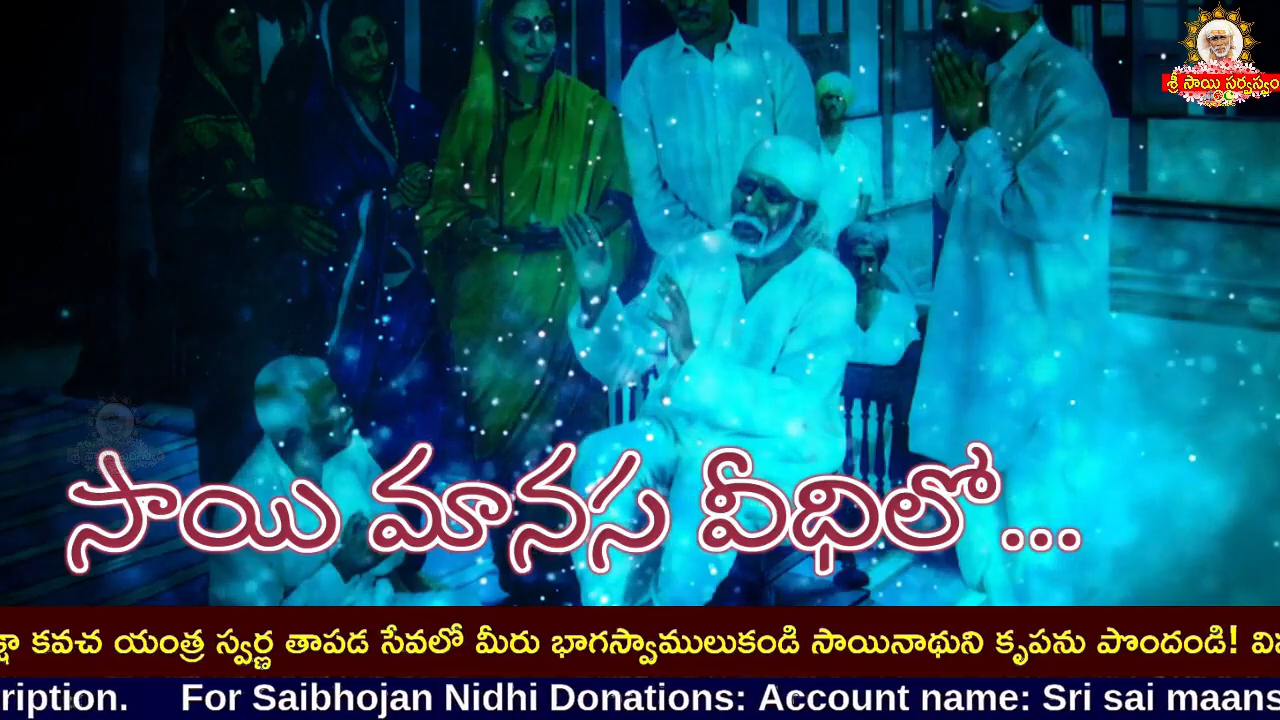 శ్రీ సాయి సర్వస్వం
సాయి మానస వీధిలో...
క్షా కవచ యంత్ర స్వర్ణ తాపడ సేవలో మీరు భాగస్వాములుకండి సాయినాథుని కృపను పొందండి! వి
ription. For Saibhojan Nidhi Donations: Account name: Sri sai maans